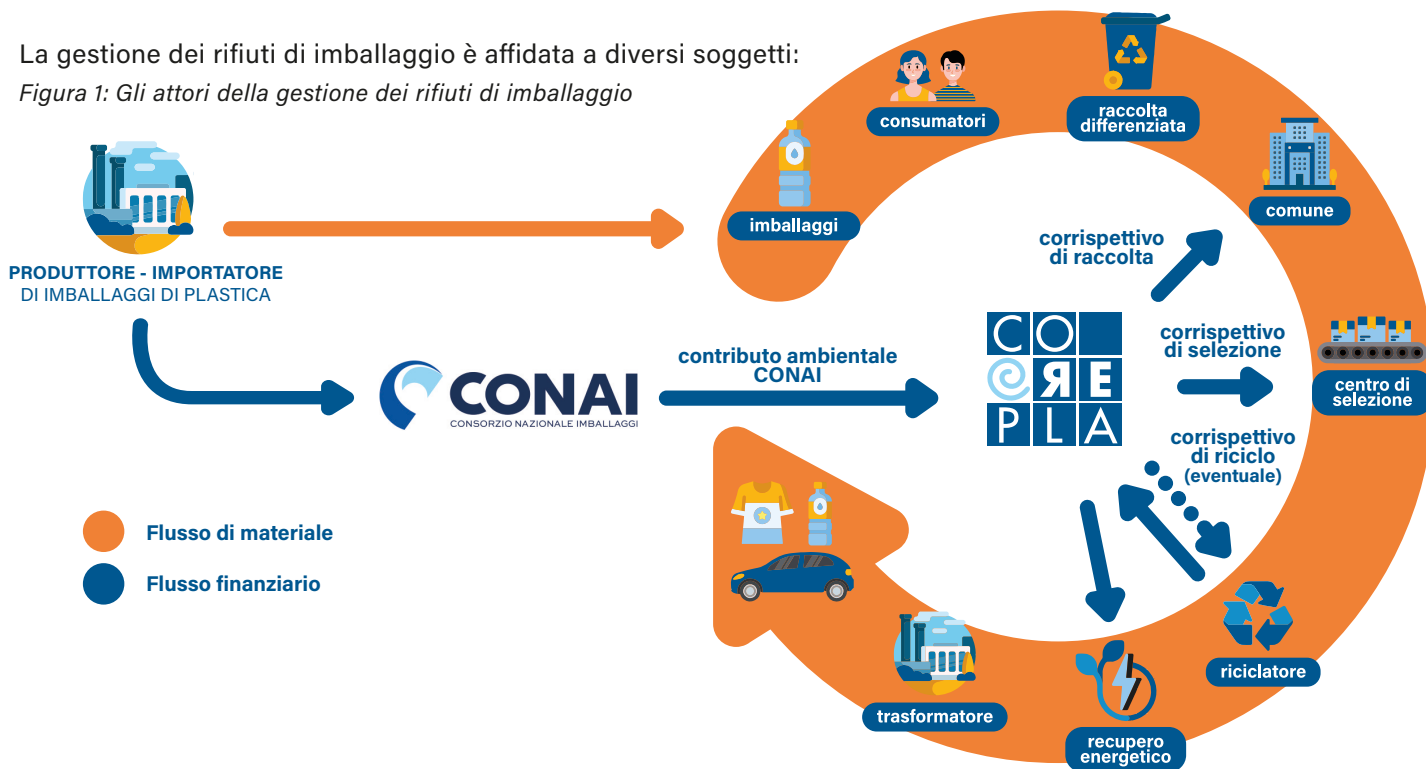 La gestione dei rifiuti di imballaggio è affidata a diversi soggetti:
Figura 1: Gli attori della gestione dei rifiuti di imballaggio
consumatori
raccolta
differenziata
imballaggi
comune
PRODUTTORE - IMPORTATORE
DI IMBALLAGGI DI PLASTICA
corrispettivo
di raccolta
contributo ambientale
CONAI
CONAI
CONSORZIO NAZIONALE IMBALLAGGI
CO
RE
PLA
corrispettivo
di selezione
centro di
selezione
corrispettivo
di riciclo
(eventuale)
Flusso di materiale
Flusso finanziario
riciclatore
trasformatore
recupero
energetico